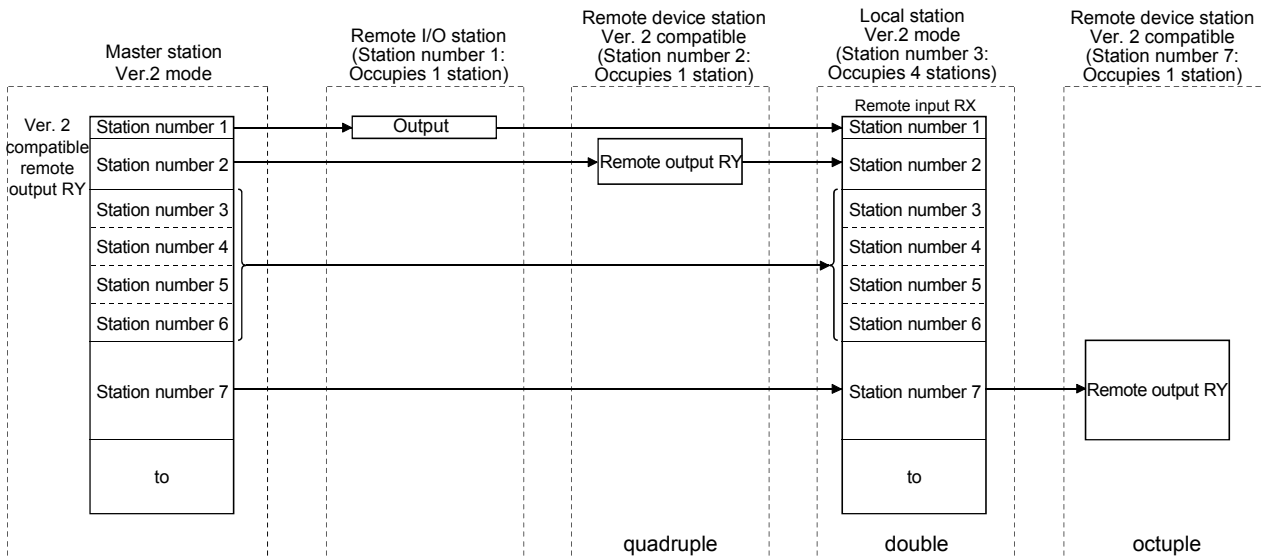 Master station
Ver.2 mode
Remote I/O station
(Station number 1:
Occupies 1 station)
Remote device station
Ver. 2 compatible
(Station number 2:
Occupies 1 station)
Local station
Ver.2 mode
(Station number 3:
Occupies 4 stations)
Remote device station
Ver. 2 compatible
(Station number 7:
Occupies 1 station)
Ver. 2
compatible
remote
output RY
Station number 1
Station number 2
Station number 3
Station number 4
Station number 5
Station number 6
Station number 7
to
Output
Remote output RY
Remote input RX
Station number 1
Station number 2
Station number 3
Station number 4
Station number 5
Station number 6
Station number 7
to
Remote output RY
quadruple
double
octuple